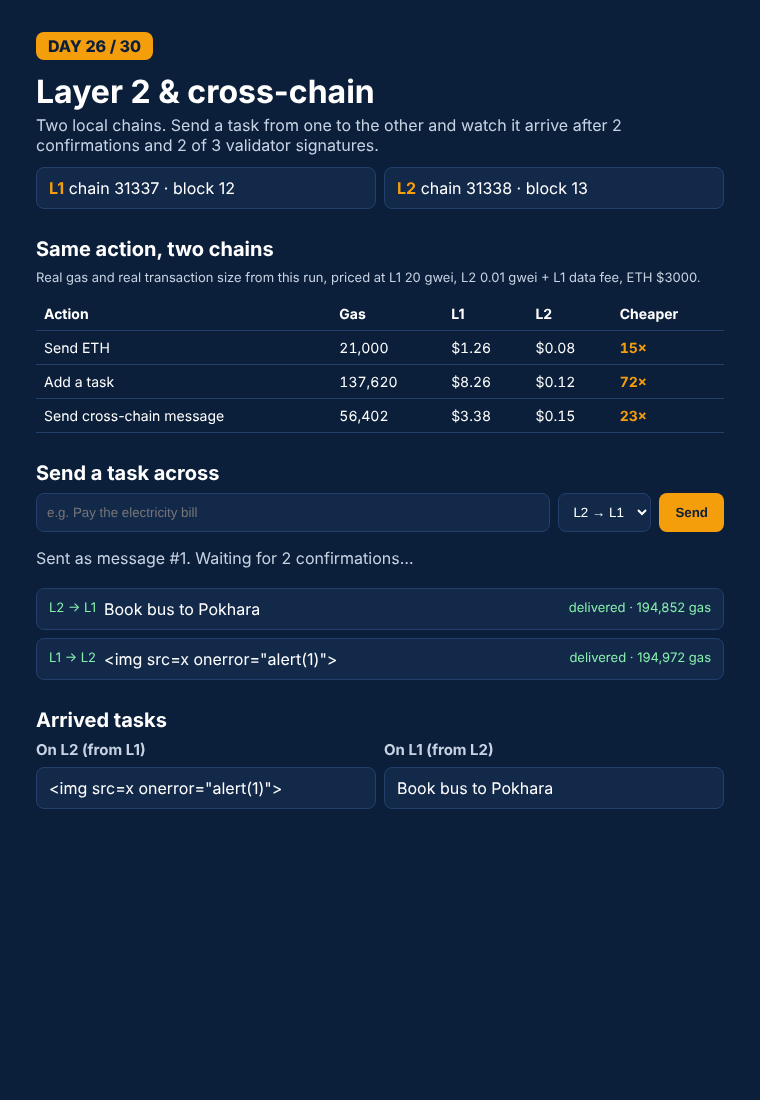 DAY 26 / 30
Layer 2 & cross-chain
Two local chains. Send a task from one to the other and watch it arrive after 2
confirmations and 2 of 3 validator signatures.
L1 chain 31337 · block 12
L2 chain 31338 · block 13
Same action, two chains
Real gas and real transaction size from this run, priced at L1 20 gwei, L2 0.01 gwei + L1 data fee, ETH $3000.
Action Gas L1 L2 Cheaper
Send ETH 21,000 $1.26 $0.08 15×
Add a task 137,620 $8.26 $0.12 72×
Send cross-chain message 56,402 $3.38 $0.15 23×
Send a task across
e.g. Pay the electricity bill L2 → L1 Send
Sent as message #1. Waiting for 2 confirmations...
L2 → L1 Book bus to Pokhara delivered · 194,852 gas
L1 → L2 <img src=x onerror="alert(1)"> delivered · 194,972 gas
Arrived tasks
On L2 (from L1) On L1 (from L2)
<img src=x onerror="alert(1)"> Book bus to Pokhara